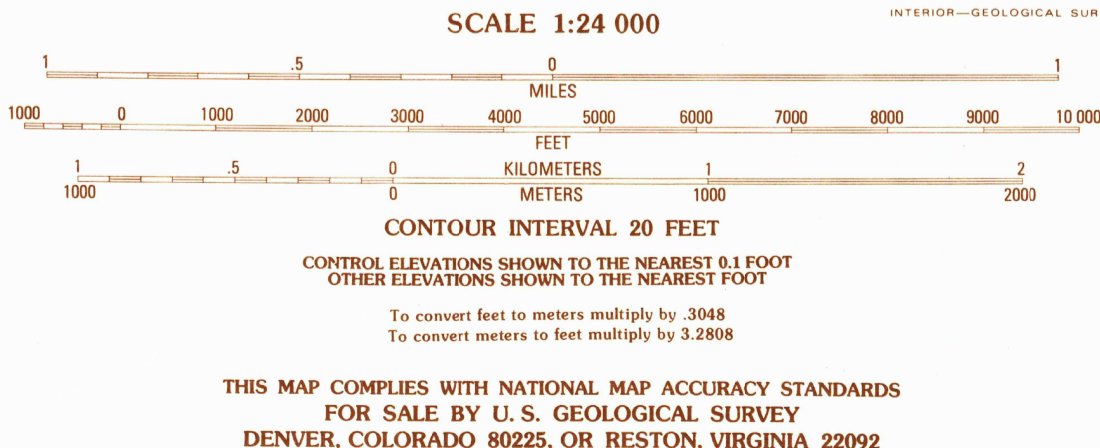 INTERIOR—GEOLOGICAL SUR
SCALE 1:24 000
1 .5 0 1
MILES
1000 0 1000 2000 3000 4000 5000 6000 7000 8000 9000 10 000
FEET
1 .5 0 KILOMETERS 1 2
1000 0 METERS 1000 2000
CONTOUR INTERVAL 20 FEET
CONTROL ELEVATIONS SHOWN TO THE NEAREST 0.1 FOOT
OTHER ELEVATIONS SHOWN TO THE NEAREST FOOT
To convert feet to meters multiply by .3048
To convert meters to feet multiply by 3.2808
THIS MAP COMPLIES WITH NATIONAL MAP ACCURACY STANDARDS
FOR SALE BY U. S. GEOLOGICAL SURVEY
DENVER, COLORADO 80225, OR RESTON, VIRGINIA 22092